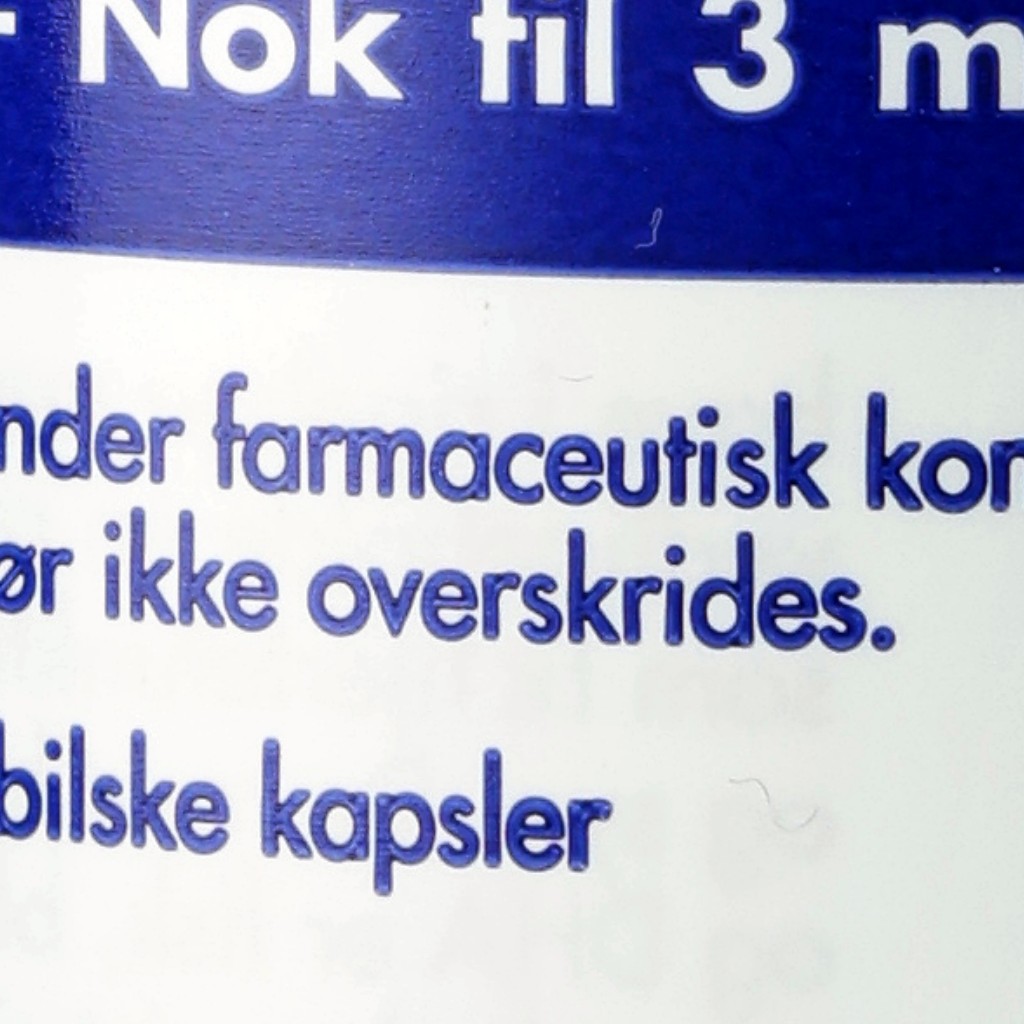 Nok til 3 m
nder farmaceutisk kon
ør ikke overskrides.
bilske kapsler